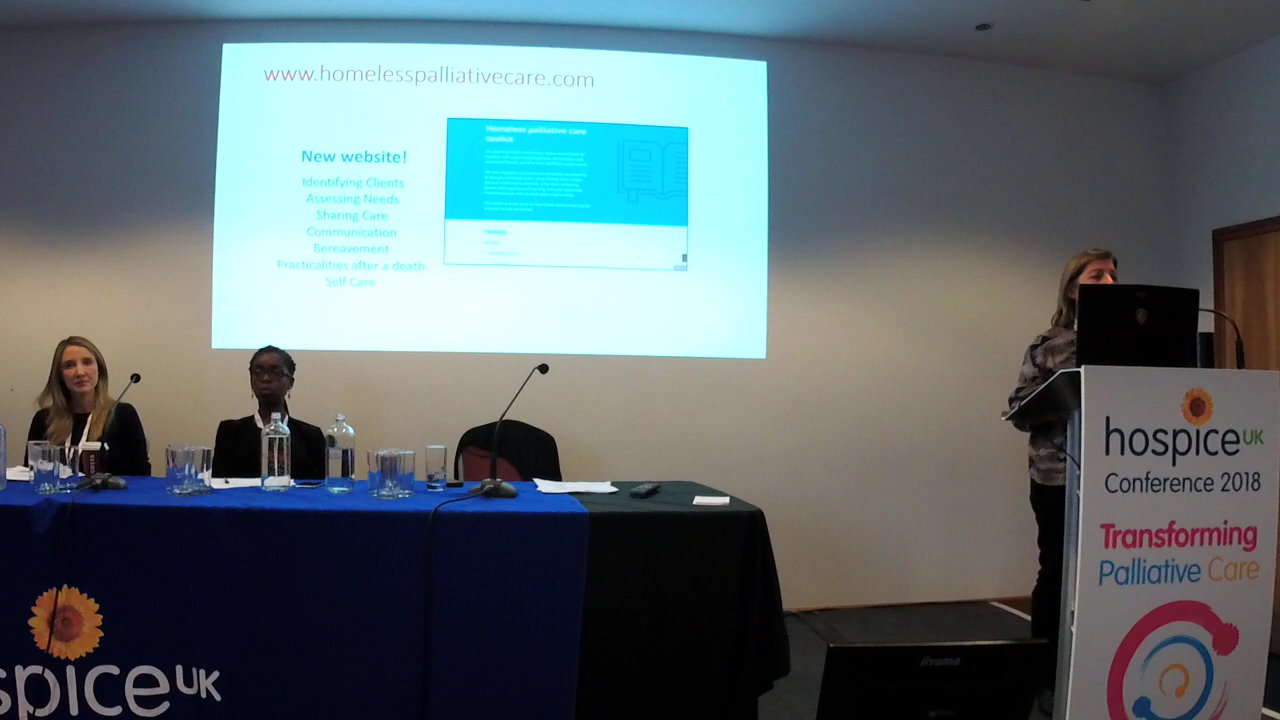 www.homelesspalliativecare.com
New website!
Identifying Clients
Assessing Needs
Sharing Care
Communication
Bereavement
Practicalities after a death
Self Care
Homeless palliative care
toolkit
hospice UK
Conference 2018
Transforming
Palliative Care
spice UK
COSTA
iiyama